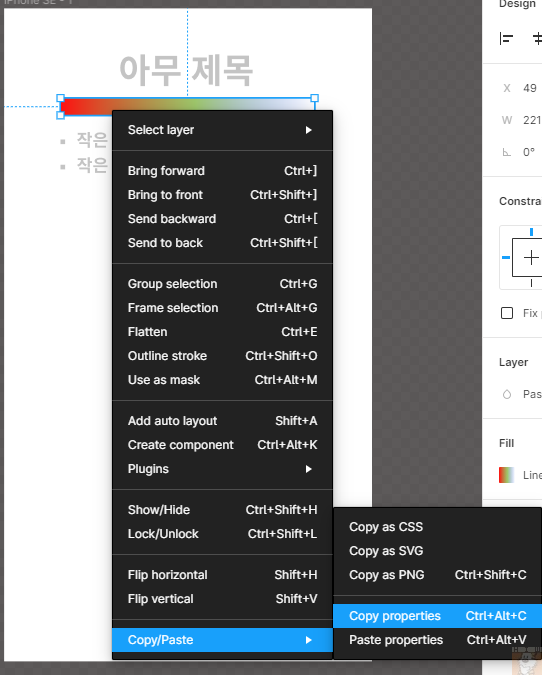 iPhone SE - 1
Design
아무 제목
X 49
W 221
0°
작은
작은
Constra
Fix
Layer
Pas
Fill
Line
Select layer
Bring forward Ctrl+]
Bring to front Ctrl+Shift+]
Send backward Ctrl+[
Send to back Ctrl+Shift+[
Group selection Ctrl+G
Frame selection Ctrl+Alt+G
Flatten Ctrl+E
Outline stroke Ctrl+Shift+O
Use as mask Ctrl+Alt+M
Add auto layout Shift+A
Create component Ctrl+Alt+K
Plugins
Show/Hide Ctrl+Shift+H
Lock/Unlock Ctrl+Shift+L
Flip horizontal Shift+H
Flip vertical Shift+V
Copy/Paste
Copy as CSS
Copy as SVG
Copy as PNG Ctrl+Shift+C
Copy properties Ctrl+Alt+C
Paste properties Ctrl+Alt+V